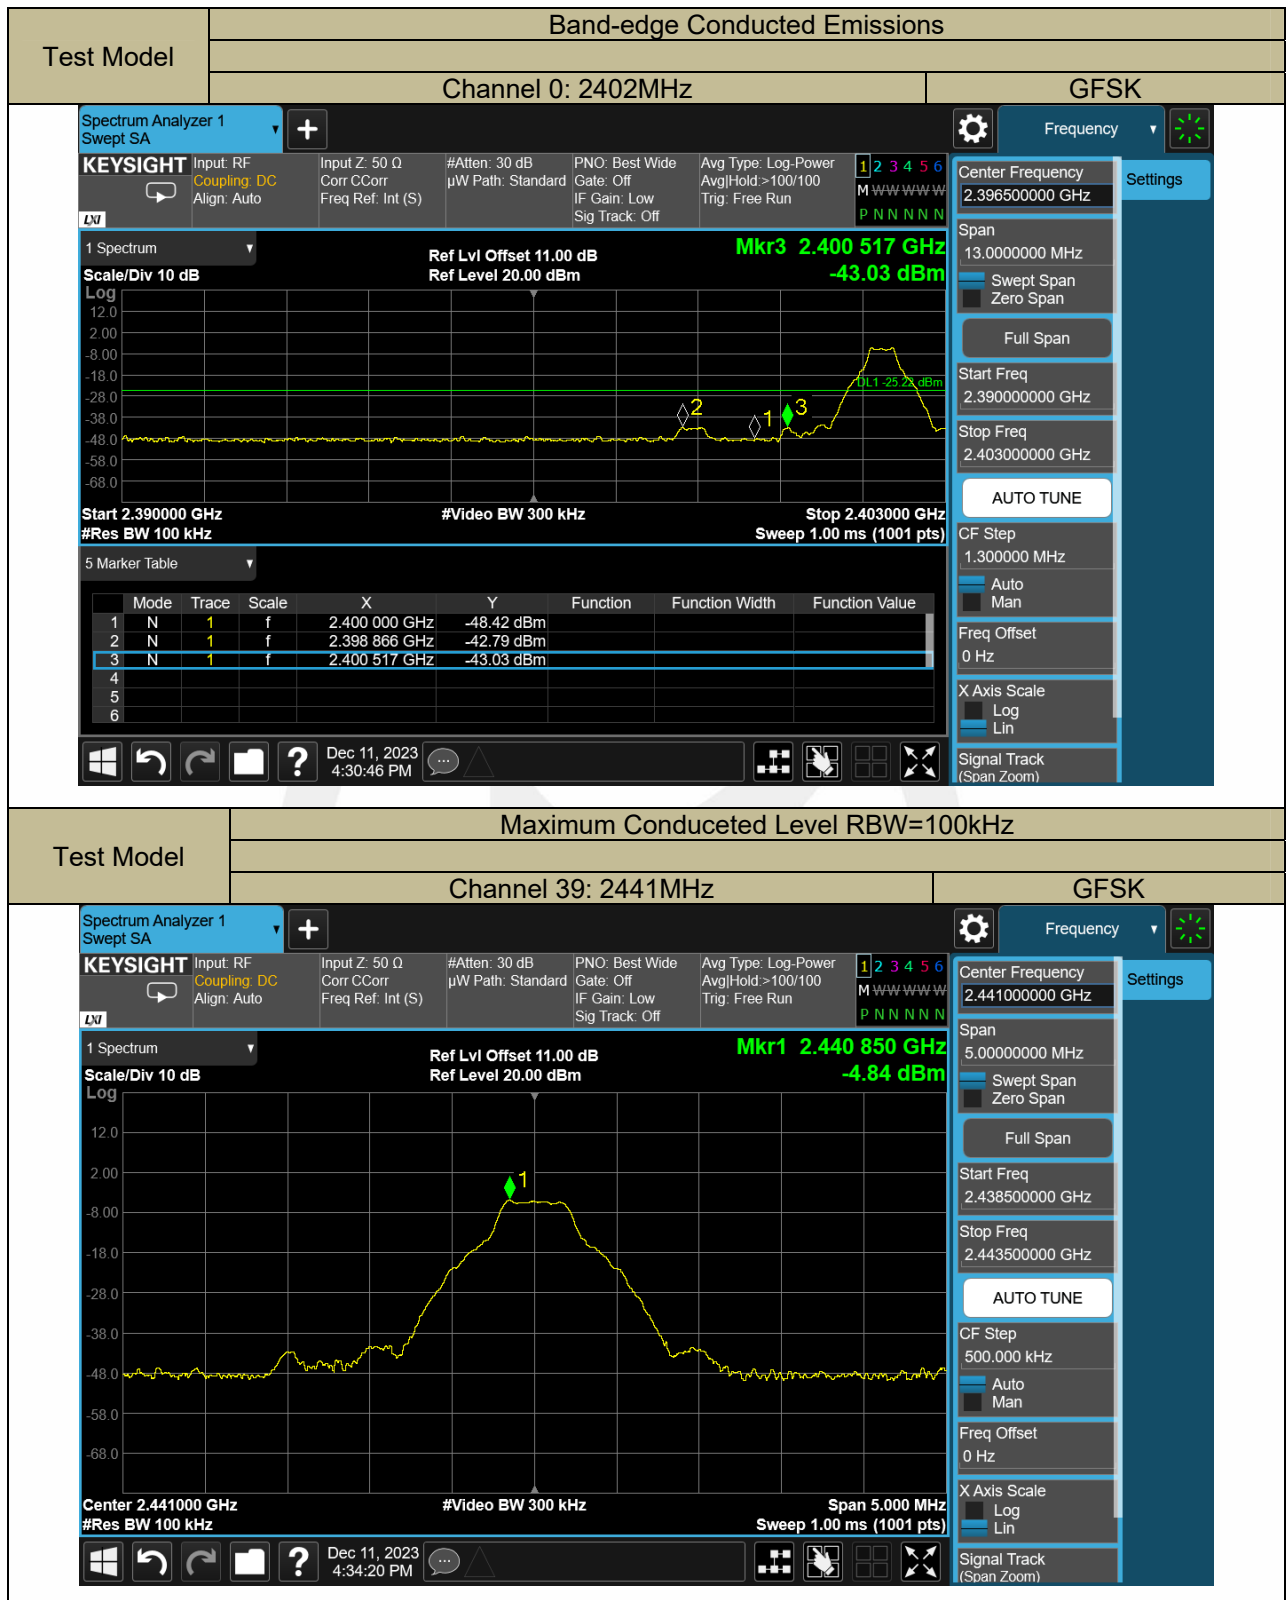 Test Model
Band-edge Conducted Emissions
Channel 0: 2402MHz GFSK
Spectrum Analyzer 1
Swept SA
Frequency
KEYSIGHT
LXI
Input: RF
Coupling: DC
Align: Auto
Input Z: 50 Ω
Corr CCorr
Freq Ref: Int (S)
#Atten: 30 dB
µW Path: Standard
PNO: Best Wide
Gate: Off
IF Gain: Low
Sig Track: Off
Avg Type: Log-Power
Avg|Hold:>100/100
Trig: Free Run
1 2 3 4 5 6
M W W W W W
P N N N N N
Center Frequency
2.396500000 GHz
Settings
Span
13.0000000 MHz
Swept Span
Zero Span
Full Span
Start Freq
2.390000000 GHz
Stop Freq
2.403000000 GHz
AUTO TUNE
CF Step
1.300000 MHz
Auto
Man
Freq Offset
0 Hz
X Axis Scale
Log
Lin
Signal Track
(Span Zoom)
1 Spectrum
Scale/Div 10 dB
Ref Lvl Offset 11.00 dB
Ref Level 20.00 dBm
Mkr3 2.400 517 GHz
-43.03 dBm
Log
12.0
2.00
-8.00
-18.0
-28.0
-38.0
-48.0
-58.0
-68.0
DL1 -25.22 dBm
2
1
3
Start 2.390000 GHz #Video BW 300 kHz Stop 2.403000 GHz
#Res BW 100 kHz Sweep 1.00 ms (1001 pts)
5 Marker Table
Mode Trace Scale X Y Function Function Width Function Value
1 N 1 f 2.400 000 GHz -48.42 dBm
2 N 1 f 2.398 866 GHz -42.79 dBm
3 N 1 f 2.400 517 GHz -43.03 dBm
4
5
6
?
Dec 11, 2023
4:30:46 PM
Test Model
Maximum Conduceted Level RBW=100kHz
Channel 39: 2441MHz GFSK
Spectrum Analyzer 1
Swept SA
Frequency
KEYSIGHT
LXI
Input: RF
Coupling: DC
Align: Auto
Input Z: 50 Ω
Corr CCorr
Freq Ref: Int (S)
#Atten: 30 dB
µW Path: Standard
PNO: Best Wide
Gate: Off
IF Gain: Low
Sig Track: Off
Avg Type: Log-Power
Avg|Hold:>100/100
Trig: Free Run
1 2 3 4 5 6
M W W W W W
P N N N N N
Center Frequency
2.441000000 GHz
Settings
Span
5.00000000 MHz
Swept Span
Zero Span
Full Span
Start Freq
2.438500000 GHz
Stop Freq
2.443500000 GHz
AUTO TUNE
CF Step
500.000 kHz
Auto
Man
Freq Offset
0 Hz
X Axis Scale
Log
Lin
Signal Track
(Span Zoom)
1 Spectrum
Scale/Div 10 dB
Ref Lvl Offset 11.00 dB
Ref Level 20.00 dBm
Mkr1 2.440 850 GHz
-4.84 dBm
Log
12.0
2.00
-8.00
-18.0
-28.0
-38.0
-48.0
-58.0
-68.0
1
Center 2.441000 GHz #Video BW 300 kHz Span 5.000 MHz
#Res BW 100 kHz Sweep 1.00 ms (1001 pts)
?
Dec 11, 2023
4:34:20 PM